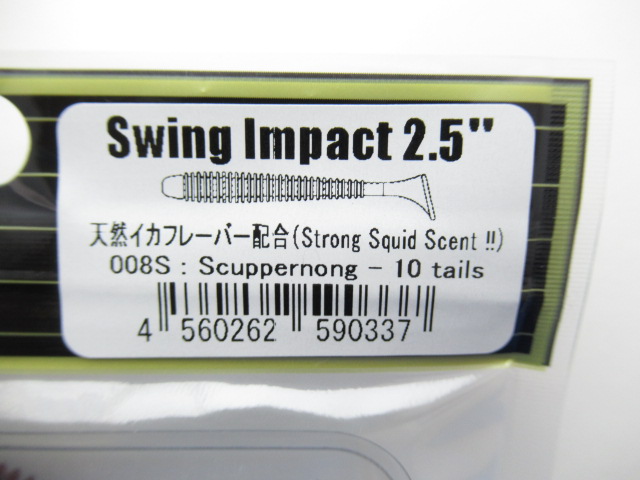 Swing Impact 2.5"
天然イカフレーバー配合(Strong Squid Scent !!)
008S : Scuppernong - 10 tails
4 560262 590337